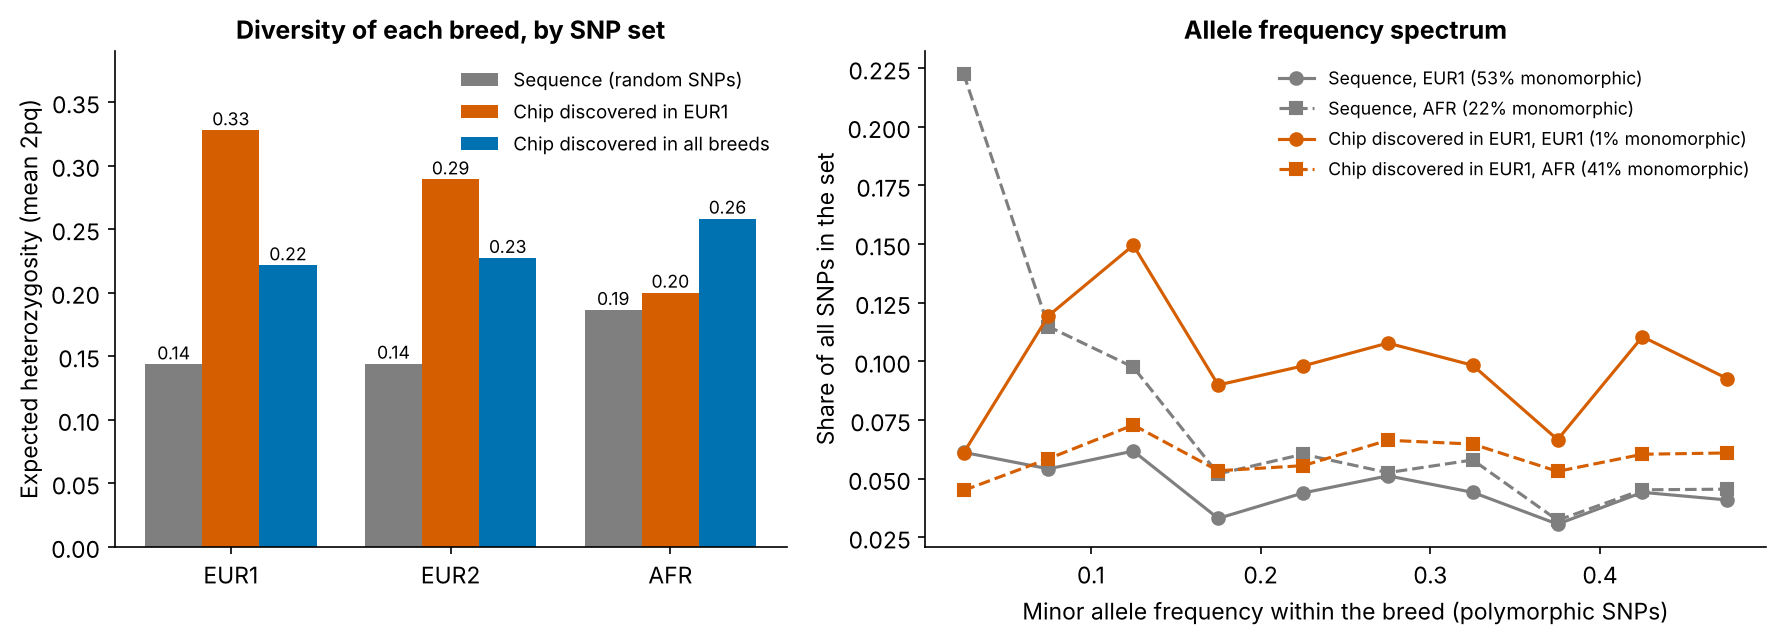 Diversity of each breed, by SNP set
Expected heterozygosity (mean 2pq)
0.35
0.30
0.25
0.20
0.15
0.10
0.05
0.00
Sequence (random SNPs)
Chip discovered in EUR1
Chip discovered in all breeds
0.14
0.33
0.22
0.14
0.29
0.23
0.19
0.20
0.26
EUR1
EUR2
AFR
Allele frequency spectrum
Share of all SNPs in the set
0.225
0.200
0.175
0.150
0.125
0.100
0.075
0.050
0.025
Sequence, EUR1 (53% monomorphic)
Sequence, AFR (22% monomorphic)
Chip discovered in EUR1, EUR1 (1% monomorphic)
Chip discovered in EUR1, AFR (41% monomorphic)
0.1
0.2
0.3
0.4
Minor allele frequency within the breed (polymorphic SNPs)